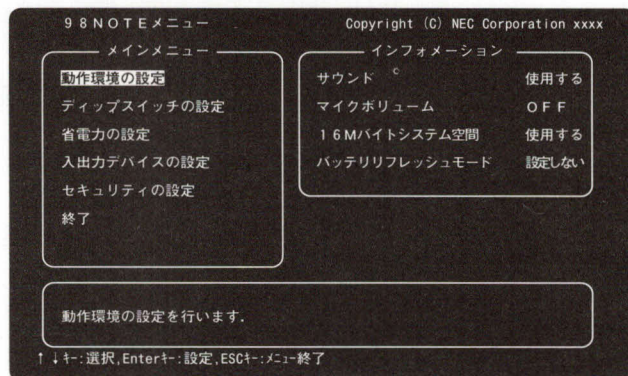 98NOTEメニュー Copyright (C) NEC Corporation xxxx
メインメニュー
動作環境の設定
ディップスイッチの設定
省電力の設定
入出力デバイスの設定
セキュリティの設定
終了
インフォメーション
サウンド 使用する
マイクボリューム OFF
16Mバイトシステム空間 使用する
バッテリリフレッシュモード 設定しない
動作環境の設定を行います.
↑↓キー:選択,Enterキー:設定,ESCキー:メニュー終了